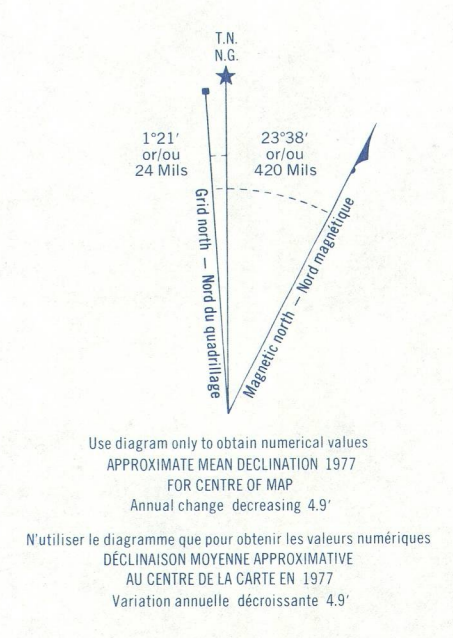 T.N.
N.G.
1°21′
or/ou
24 Mils
23°38′
or/ou
420 Mils
Grid north — Nord du quadrillage
Magnetic north — Nord magnétique
Use diagram only to obtain numerical values
APPROXIMATE MEAN DECLINATION 1977
FOR CENTRE OF MAP
Annual change decreasing 4.9′
N'utiliser le diagramme que pour obtenir les valeurs numériques
DÉCLINAISON MOYENNE APPROXIMATIVE
AU CENTRE DE LA CARTE EN 1977
Variation annuelle décroissante 4.9′